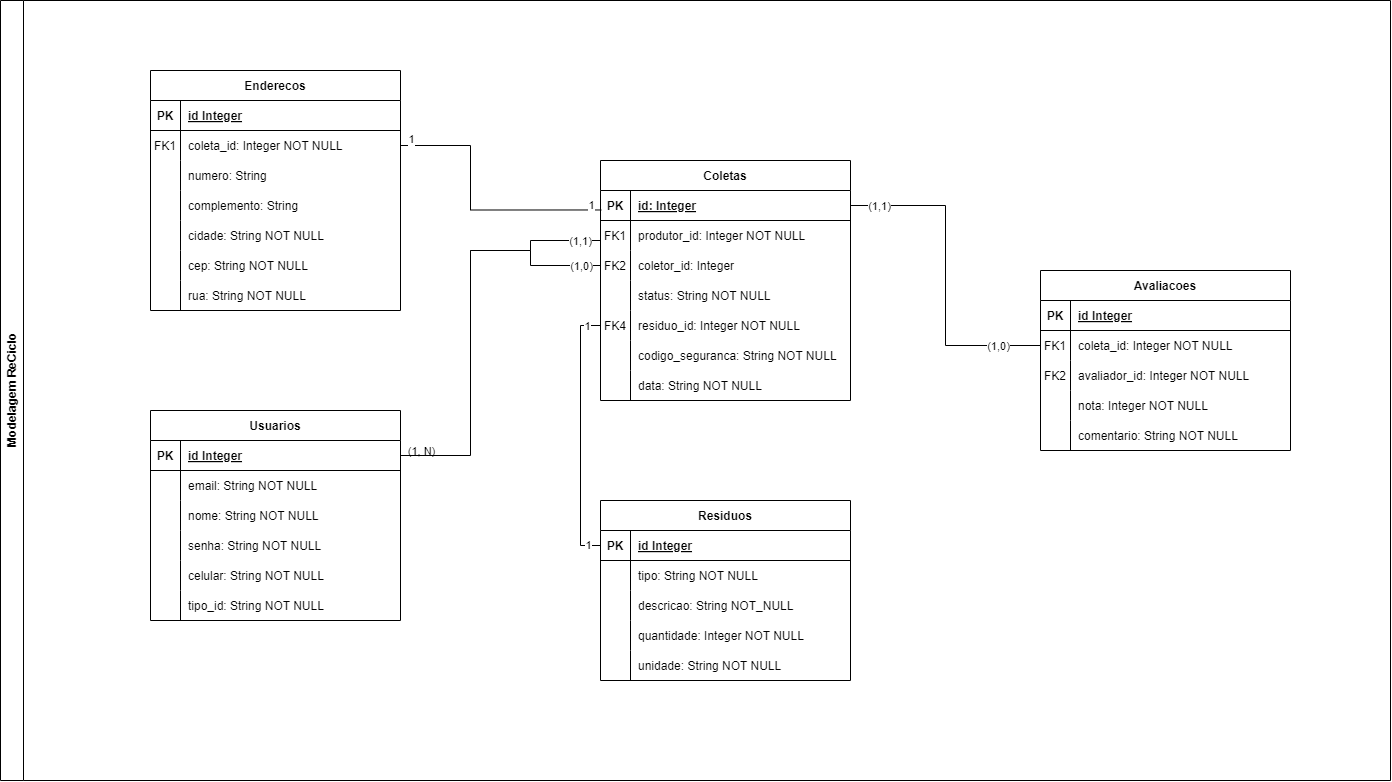 Modelagem ReCiclo
Enderecos
PK id Integer
FK1 coleta_id: Integer NOT NULL
numero: String
complemento: String
cidade: String NOT NULL
cep: String NOT NULL
rua: String NOT NULL
1
1
Usuarios
PK id Integer
email: String NOT NULL
nome: String NOT NULL
senha: String NOT NULL
celular: String NOT NULL
tipo_id: String NOT NULL
(1, N)
(1,1)
(1,0)
Coletas
PK id: Integer
FK1 produtor_id: Integer NOT NULL
FK2 coletor_id: Integer
status: String NOT NULL
FK4 residuo_id: Integer NOT NULL
codigo_seguranca: String NOT NULL
data: String NOT NULL
1
1
Residuos
PK id Integer
tipo: String NOT NULL
descricao: String NOT_NULL
quantidade: Integer NOT NULL
unidade: String NOT NULL
(1,1)
(1,0)
Avaliacoes
PK id Integer
FK1 coleta_id: Integer NOT NULL
FK2 avaliador_id: Integer NOT NULL
nota: Integer NOT NULL
comentario: String NOT NULL